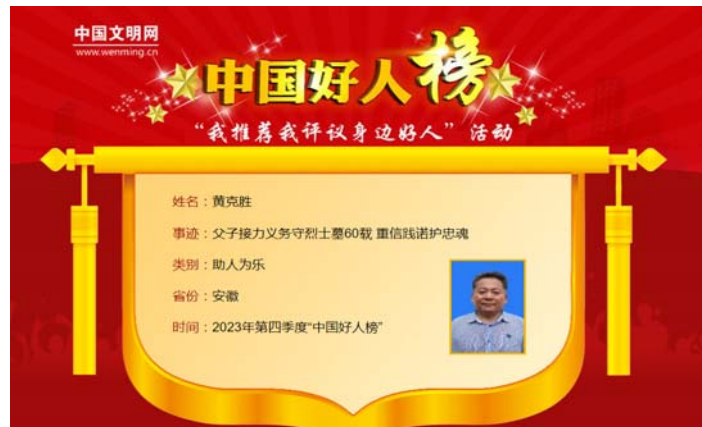 中国文明网
www.wenming.cn
中国好人榜
“我推荐我评议身边好人”活动
姓名：黄克胜
事迹：父子接力义务守烈士墓60载 重信践诺护忠魂
类别：助人为乐
省份：安徽
时间：2023年第四季度“中国好人榜”